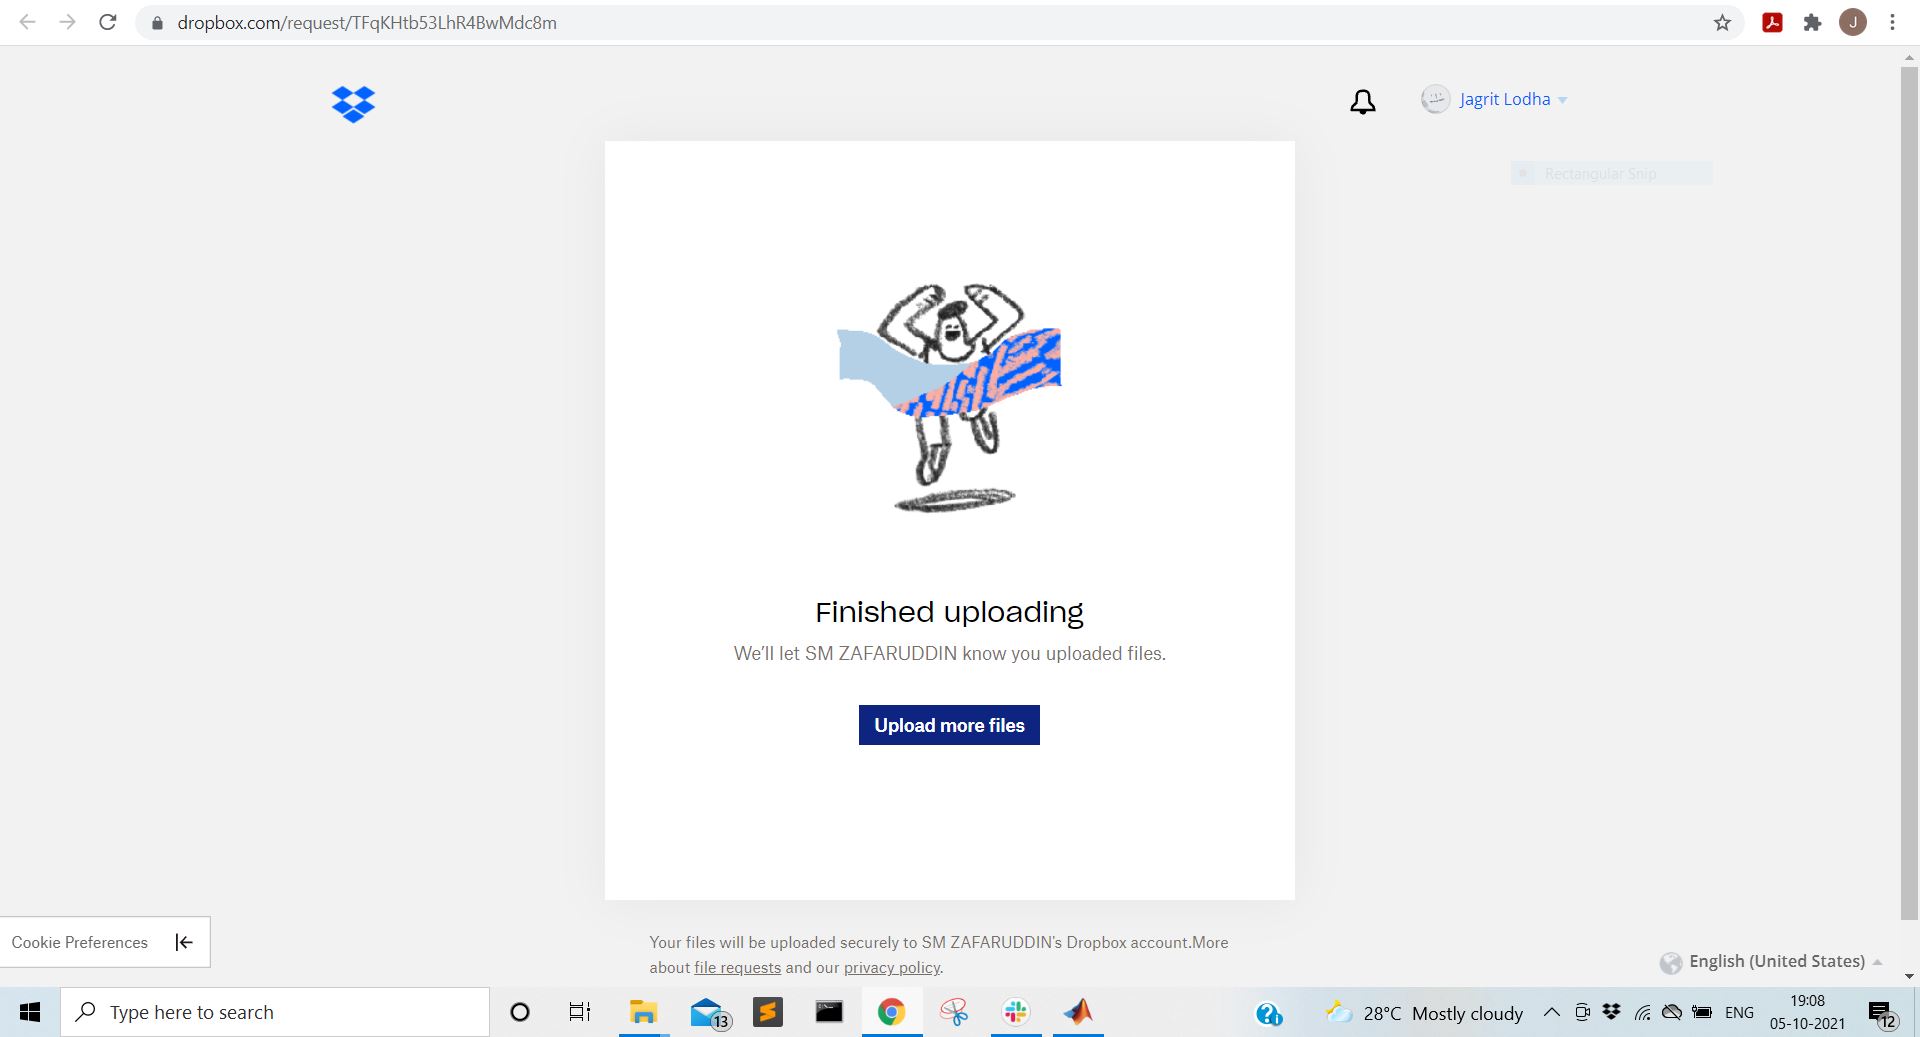 dropbox.com/request/TFqKHtb53LhR4BwMdc8m
J
Jagrit Lodha
Rectangular Snip
Finished uploading
We'll let SM ZAFARUDDIN know you uploaded files.
Upload more files
Cookie Preferences
Your files will be uploaded securely to SM ZAFARUDDIN's Dropbox account.More
about file requests and our privacy policy.
English (United States)
Type here to search
13
28°C Mostly cloudy
ENG
19:08
05-10-2021
12